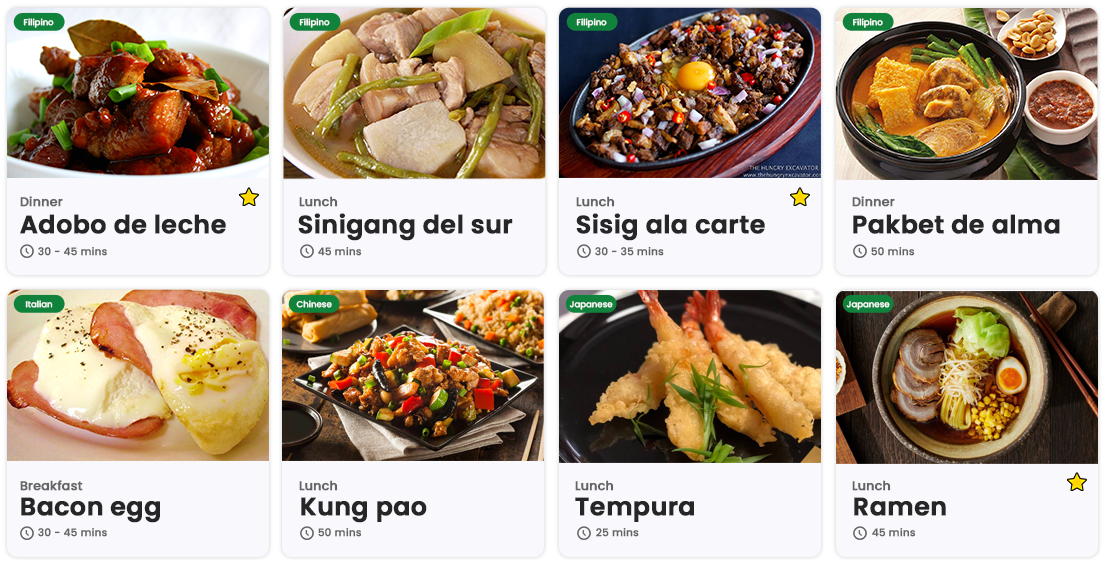 Filipino
Dinner
Adobo de leche
30 - 45 mins
Filipino
Lunch
Sinigang del sur
45 mins
Filipino
THE HUNGRY EXCAVATOR
www.thehungryexcavator.com
Lunch
Sisig ala carte
30 - 35 mins
Filipino
Dinner
Pakbet de alma
50 mins
Italian
Breakfast
Bacon egg
30 - 45 mins
Chinese
Lunch
Kung pao
50 mins
Japanese
Lunch
Tempura
25 mins
Japanese
Lunch
Ramen
45 mins